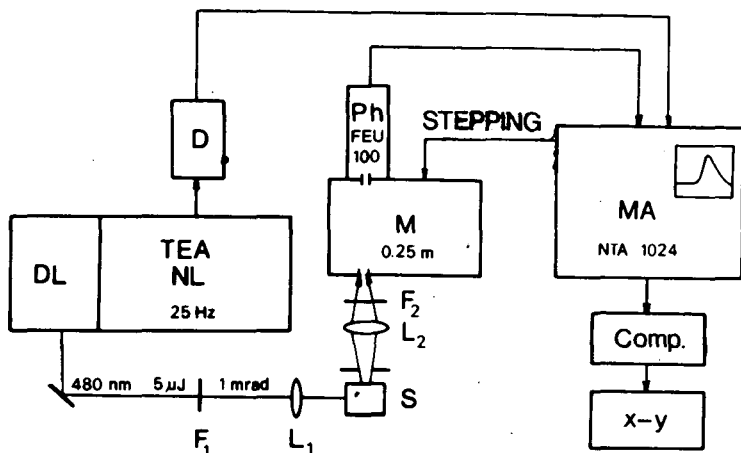 Ph
FEU
100
STEPPING
D
M
0.25 m
MA
NTA 1024
DL
TEA
NL
25 Hz
F2
L2
Comp.
480 nm 5 μJ 1 mrad
S
F1
L1
x-y